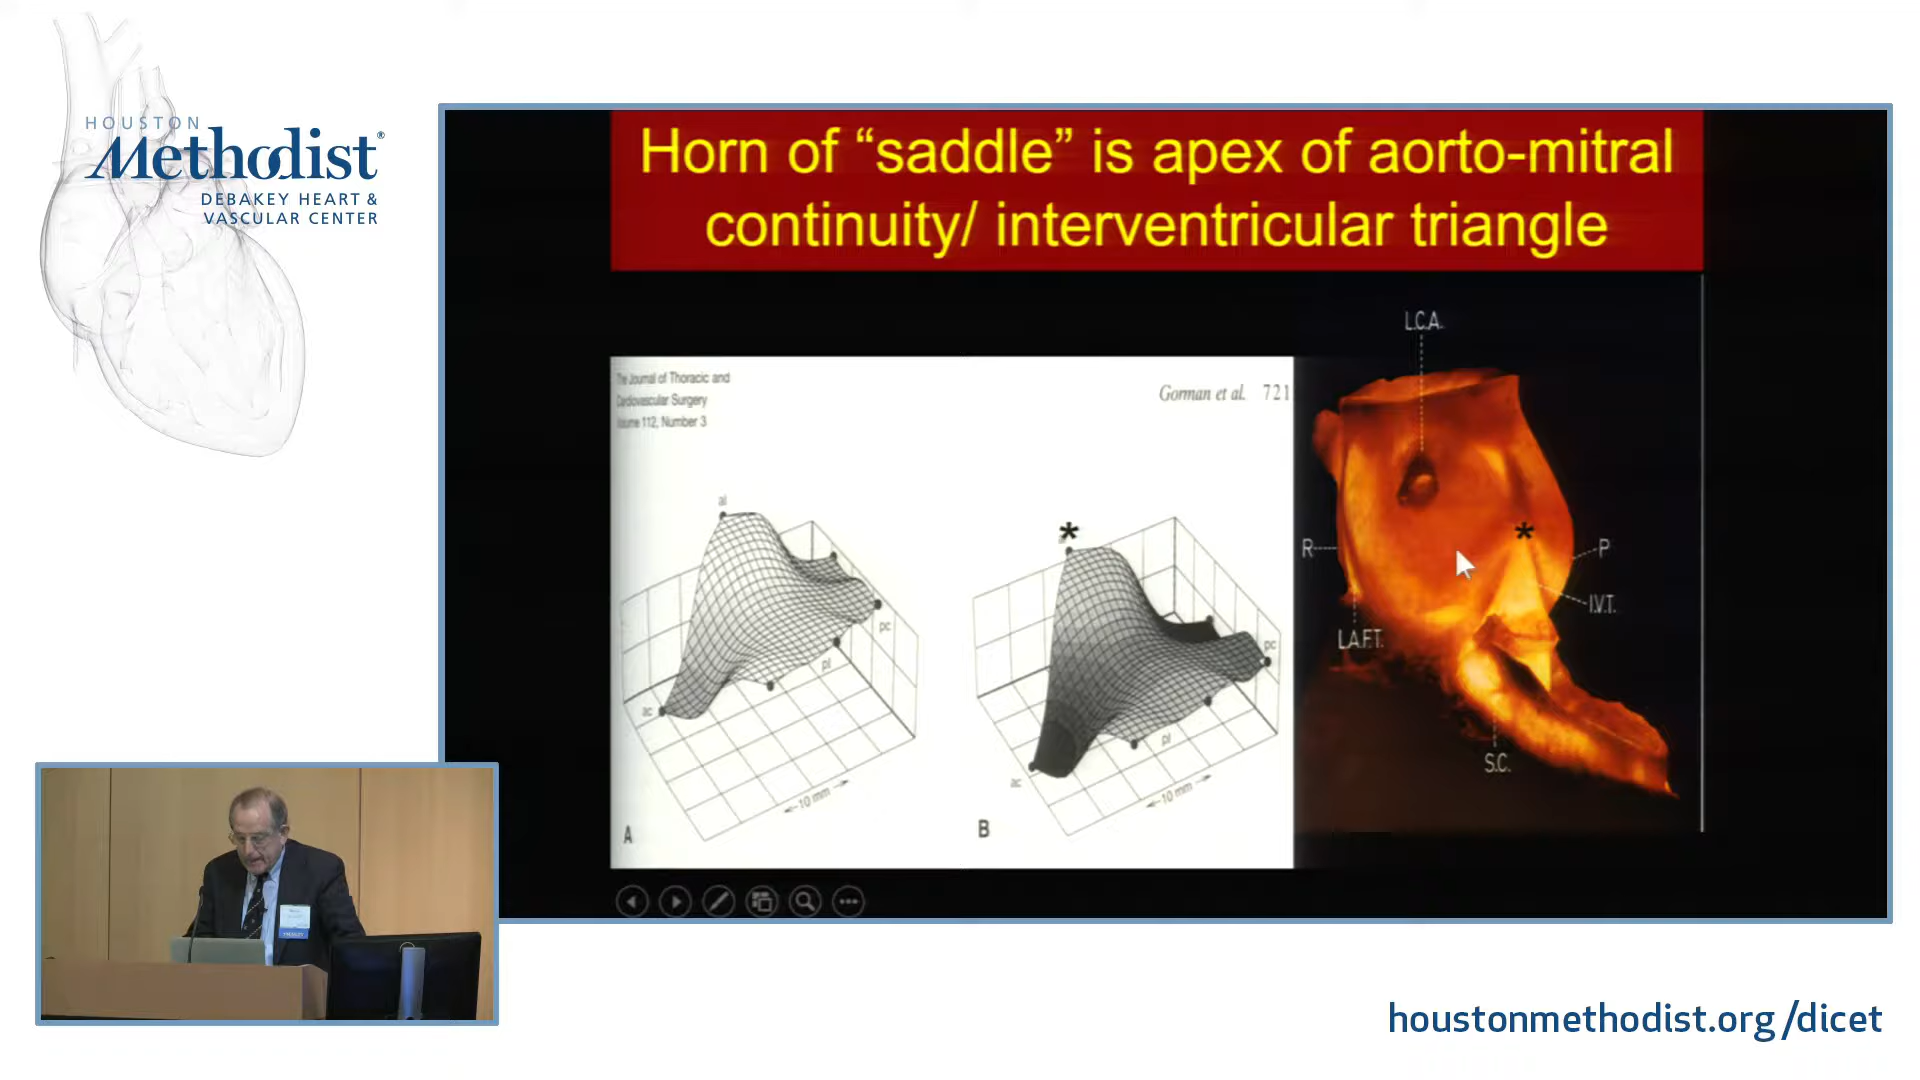 HOUSTON
Methodist®
DEBAKEY HEART &
VASCULAR CENTER
Horn of “saddle” is apex of aorto-mitral
continuity/ interventricular triangle
The Journal of Thoracic and
Cardiovascular Surgery
Volume 112, Number 3
Gorman et al. 721
al
pc
pl
ac
10 mm
A
*
pc
pl
ac
10 mm
B
L.C.A.
*
R
P
I.V.T.
L.A.F.T.
S.C.
houstonmethodist.org/dicet